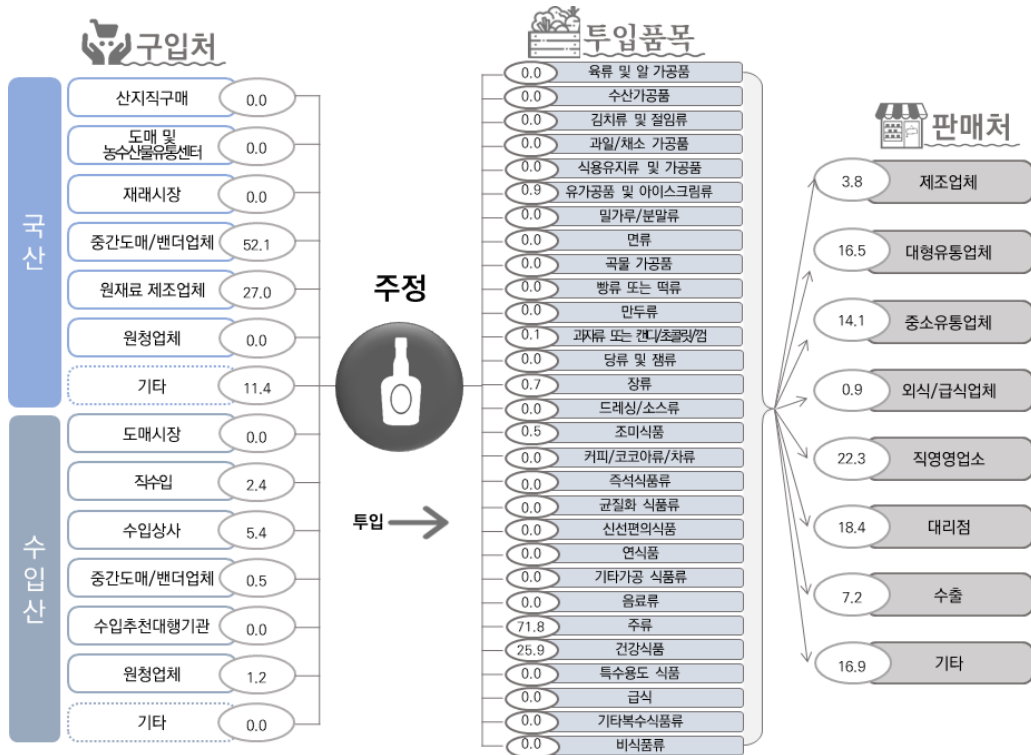 구입처
국산
산지직구매
0.0
도매 및
농수산물유통센터
0.0
재래시장
0.0
중간도매/밴더업체
52.1
원재료 제조업체
27.0
원청업체
0.0
기타
11.4
수입산
도매시장
0.0
직수입
2.4
수입상사
5.4
중간도매/밴더업체
0.5
수입추천대행기관
0.0
원청업체
1.2
기타
0.0
주정
투입
투입품목
0.0 육류 및 알 가공품
0.0 수산가공품
0.0 김치류 및 절임류
0.0 과일/채소 가공품
0.0 식용유지류 및 가공품
0.9 유가공품 및 아이스크림류
0.0 밀가루/분말류
0.0 면류
0.0 곡물 가공품
0.0 빵류 또는 떡류
0.0 만두류
0.1 과자류 또는 캔디/초콜릿/껌
0.0 당류 및 잼류
0.7 장류
0.0 드레싱/소스류
0.5 조미식품
0.0 커피/코코아류/차류
0.0 즉석식품류
0.0 균질화 식품류
0.0 신선편의식품
0.0 연식품
0.0 기타가공 식품류
0.0 음료류
71.8 주류
25.9 건강식품
0.0 특수용도 식품
0.0 급식
0.0 기타복수식품류
0.0 비식품류
판매처
3.8 제조업체
16.5 대형유통업체
14.1 중소유통업체
0.9 외식/급식업체
22.3 직영영업소
18.4 대리점
7.2 수출
16.9 기타